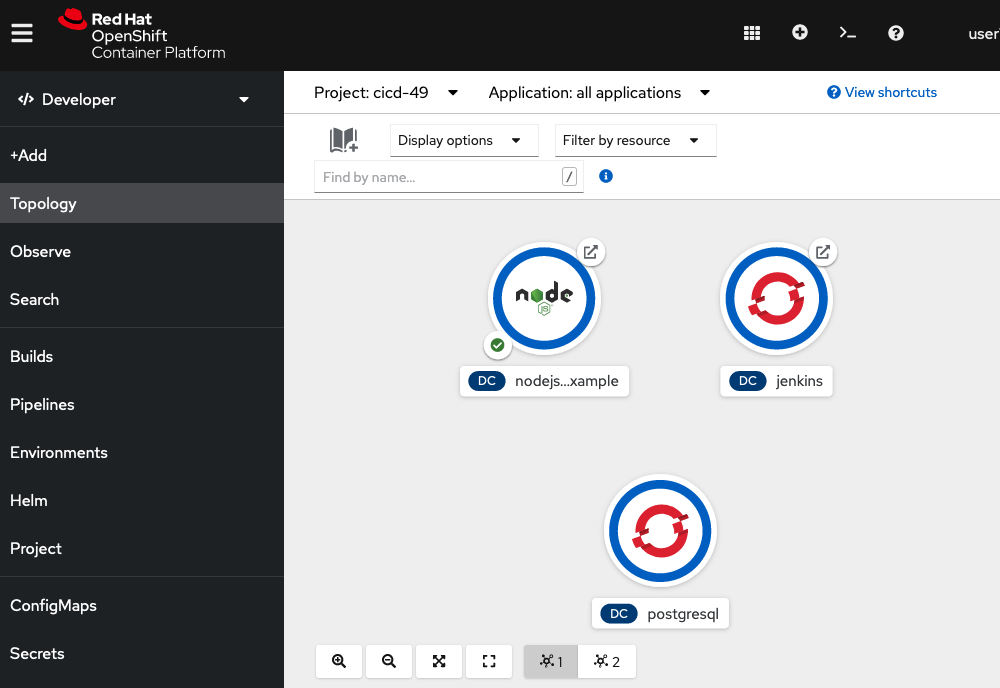 Red Hat
OpenShift
Container Platform
user
Developer
+Add
Topology
Observe
Search
Builds
Pipelines
Environments
Helm
Project
ConfigMaps
Secrets
Project: cicd-49
Application: all applications
View shortcuts
Display options
Filter by resource
Find by name...
/
node
JS
DC nodejs...xample
DC jenkins
DC postgresql
1
2